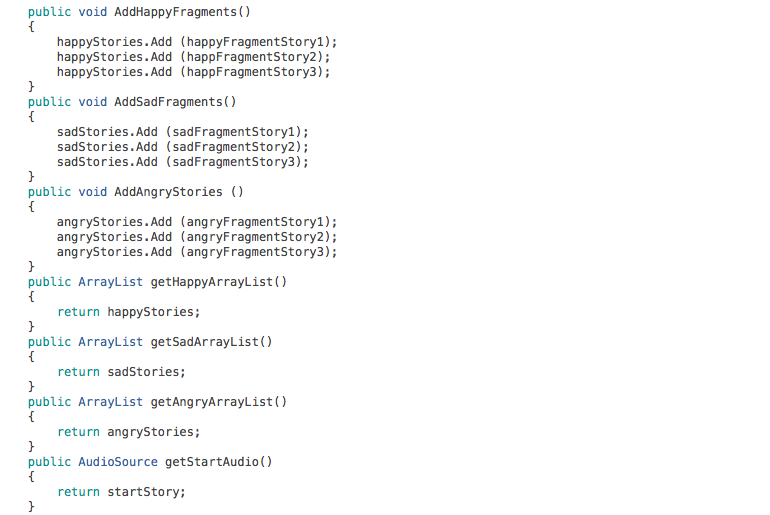 public void AddHappyFragments()
{
happyStories.Add (happyFragmentStory1);
happyStories.Add (happFragmentStory2);
happyStories.Add (happFragmentStory3);
}
public void AddSadFragments()
{
sadStories.Add (sadFragmentStory1);
sadStories.Add (sadFragmentStory2);
sadStories.Add (sadFragmentStory3);
}
public void AddAngryStories ()
{
angryStories.Add (angryFragmentStory1);
angryStories.Add (angryFragmentStory2);
angryStories.Add (angryFragmentStory3);
}
public ArrayList getHappyArrayList()
{
return happyStories;
}
public ArrayList getSadArrayList()
{
return sadStories;
}
public ArrayList getAngryArrayList()
{
return angryStories;
}
public AudioSource getStartAudio()
{
return startStory;
}